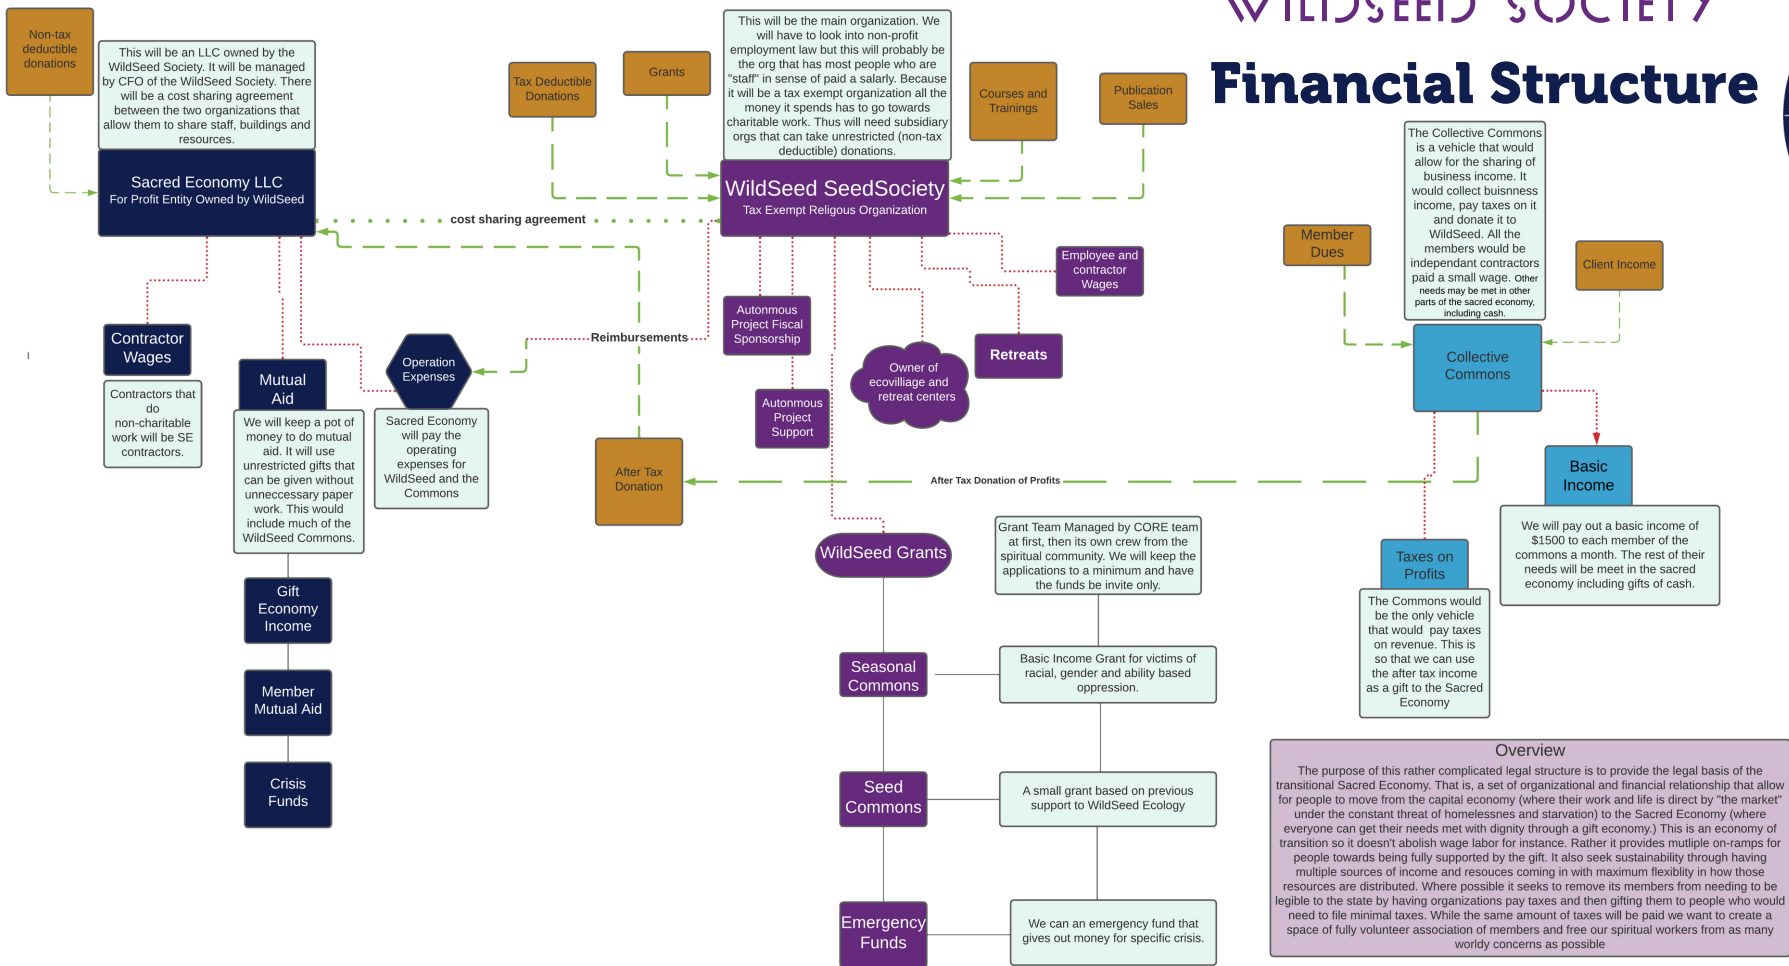 WILDSEED SOCIETY
Financial Structure
Non-tax
deductible
donations
This will be an LLC owned by the
WildSeed Society. It will be managed
by CFO of the WildSeed Society. There
will be a cost sharing agreement
between the two organizations that
allow them to share staff, buildings and
resources.
Sacred Economy LLC
For Profit Entity Owned by WildSeed
Tax Deductible
Donations
Grants
This will be the main organization. We
will have to look into non-profit
employment law but this will probably be
the org that has most people who are
"staff" in sense of paid a salarly. Because
it will be a tax exempt organization all the
money it spends has to go towards
charitable work. Thus will need subsidiary
orgs that can take unrestricted (non-tax
deductible) donations.
WildSeed SeedSociety
Tax Exempt Religous Organization
Courses and
Trainings
Publication
Sales
cost sharing agreement
The Collective Commons
is a vehicle that would
allow for the sharing of
business income. It
would collect buisnness
income, pay taxes on it
and donate it to
WildSeed. All the
members would be
independant contractors
paid a small wage. Other
needs may be met in other
parts of the sacred economy,
including cash.
Member
Dues
Client Income
Collective
Commons
Employee and
contractor
Wages
Autonmous
Project Fiscal
Sponsorship
Reimbursements
Retreats
Owner of
ecovilliage and
retreat centers
Autonmous
Project
Support
Contractor
Wages
Contractors that
do
non-charitable
work will be SE
contractors.
Mutual
Aid
We will keep a pot of
money to do mutual
aid. It will use
unrestricted gifts that
can be given without
unneccessary paper
work. This would
include much of the
WildSeed Commons.
Operation
Expenses
Sacred Economy
will pay the
operating
expenses for
WildSeed and the
Commons
After Tax
Donation
After Tax Donation of Profits
Basic
Income
We will pay out a basic income of
$1500 to each member of the
commons a month. The rest of their
needs will be meet in the sacred
economy including gifts of cash.
Taxes on
Profits
The Commons would
be the only vehicle
that would pay taxes
on revenue. This is
so that we can use
the after tax income
as a gift to the Sacred
Economy
Gift
Economy
Income
Member
Mutual Aid
Crisis
Funds
WildSeed Grants
Grant Team Managed by CORE team
at first, then its own crew from the
spiritual community. We will keep the
applications to a minimum and have
the funds be invite only.
Seasonal
Commons
Basic Income Grant for victims of
racial, gender and ability based
oppression.
Seed
Commons
A small grant based on previous
support to WildSeed Ecology
Emergency
Funds
We can an emergency fund that
gives out money for specific crisis.
Overview
The purpose of this rather complicated legal structure is to provide the legal basis of the
transitional Sacred Economy. That is, a set of organizational and financial relationship that allow
for people to move from the capital economy (where their work and life is direct by "the market"
under the constant threat of homelessnes and starvation) to the Sacred Economy (where
everyone can get their needs met with dignity through a gift economy.) This is an economy of
transition so it doesn't abolish wage labor for instance. Rather it provides mutliple on-ramps for
people towards being fully supported by the gift. It also seek sustainability through having
multiple sources of income and resouces coming in with maximum flexiblity in how those
resources are distributed. Where possible it seeks to remove its members from needing to be
legible to the state by having organizations pay taxes and then gifting them to people who would
need to file minimal taxes. While the same amount of taxes will be paid we want to create a
space of fully volunteer association of members and free our spiritual workers from as many
worldy concerns as possible